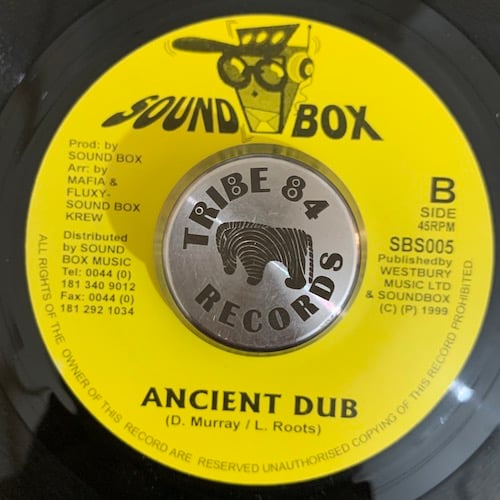 SOUND BOX
Prod: by
SOUND BOX
Arr: by
MAFIA &
FLUXY-
SOUND BOX
KREW
Distributed
by SOUND
BOX MUSIC
Tel: 0044 (0)
181 340 9012
Fax: 0044 (0)
181 292 1034
TRIBE 84
RECORDS
B
SIDE
45RPM
SBS005
Publishedby
WESTBURY
MUSIC LTD
& SOUNDBOX
(C) (P) 1999
ANCIENT DUB
(D. Murray / L. Roots)
ALL RIGHTS OF THE OWNER OF THIS RECORD ARE RESERVED UNAUTHORISED COPYING OF THIS RECORD PROHIBITED.